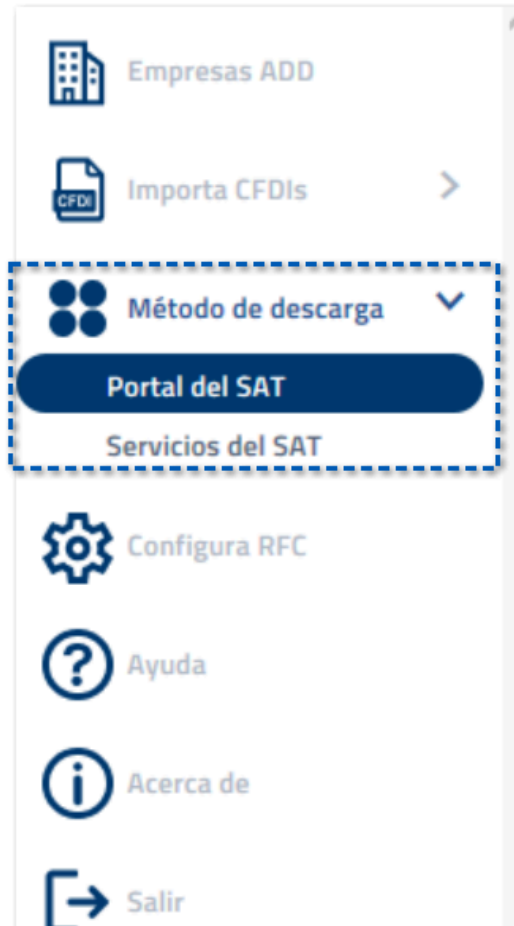 Empresas ADD
CFDI
Importa CFDIs
Método de descarga
Portal del SAT
Servicios del SAT
Configura RFC
Ayuda
Acerca de
Salir